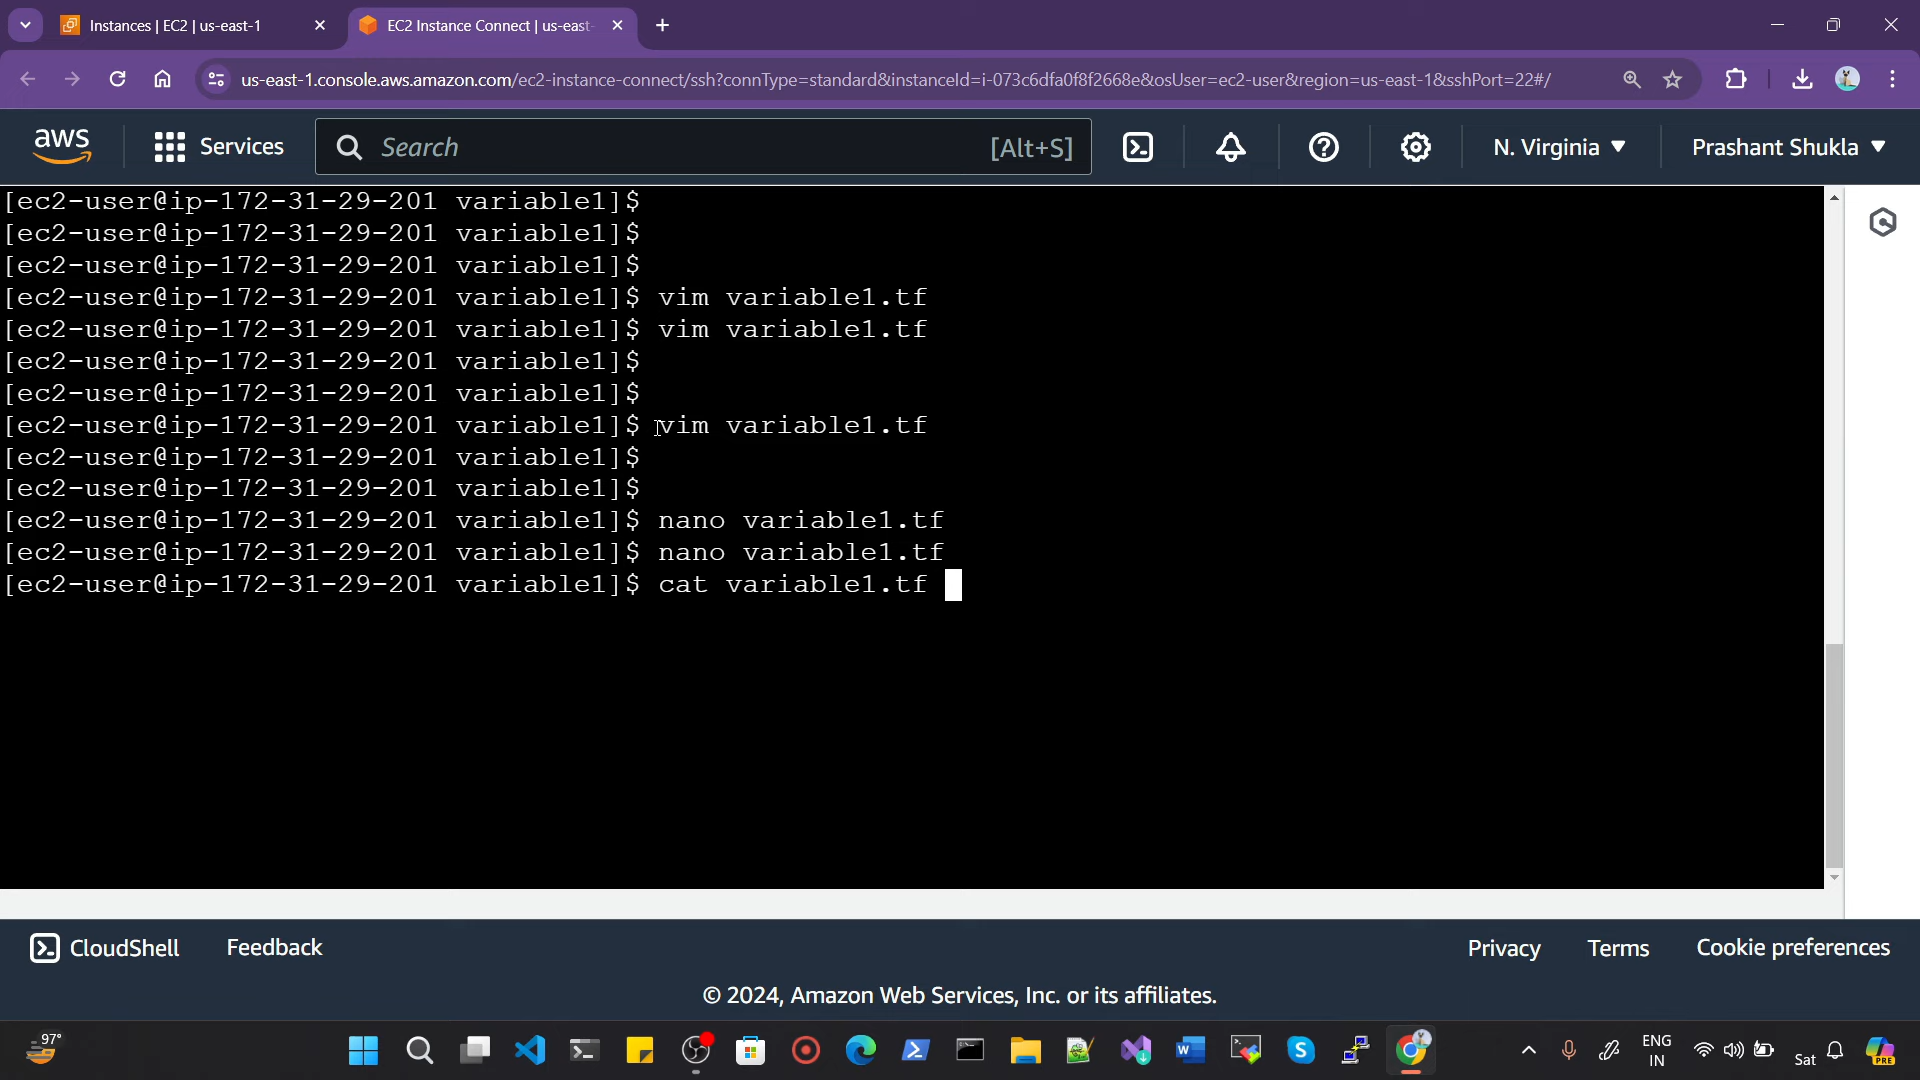 Instances | EC2 | us-east-1
EC2 Instance Connect | us-east-
us-east-1.console.aws.amazon.com/ec2-instance-connect/ssh?connType=standard&instanceId=i-073c6dfa0f8f2668e&osUser=ec2-user&region=us-east-1&sshPort=22#/
aws Services Search [Alt+S] N. Virginia Prashant Shukla
[ec2-user@ip-172-31-29-201 variable1]$
[ec2-user@ip-172-31-29-201 variable1]$
[ec2-user@ip-172-31-29-201 variable1]$
[ec2-user@ip-172-31-29-201 variable1]$ vim variable1.tf
[ec2-user@ip-172-31-29-201 variable1]$ vim variable1.tf
[ec2-user@ip-172-31-29-201 variable1]$
[ec2-user@ip-172-31-29-201 variable1]$
[ec2-user@ip-172-31-29-201 variable1]$ vim variable1.tf
[ec2-user@ip-172-31-29-201 variable1]$
[ec2-user@ip-172-31-29-201 variable1]$
[ec2-user@ip-172-31-29-201 variable1]$ nano variable1.tf
[ec2-user@ip-172-31-29-201 variable1]$ nano variable1.tf
[ec2-user@ip-172-31-29-201 variable1]$ cat variable1.tf
CloudShell Feedback Privacy Terms Cookie preferences
© 2024, Amazon Web Services, Inc. or its affiliates.
97°
ENG
IN
Sat
PRE